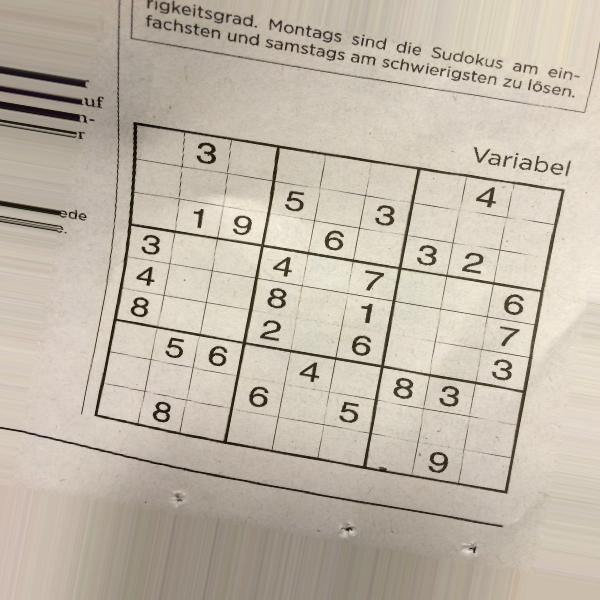 rigkeitsgrad. Montags sind die Sudokus am ein-
fachsten und samstags am schwierigsten zu lösen.
uf
n-
r
ede
e.
Variabel
3 4
5 3
1 9 6 3 2
3 4 7 6
4 8 1 7
8 2 6 3
5 6 4 8 3
6 5
8 9